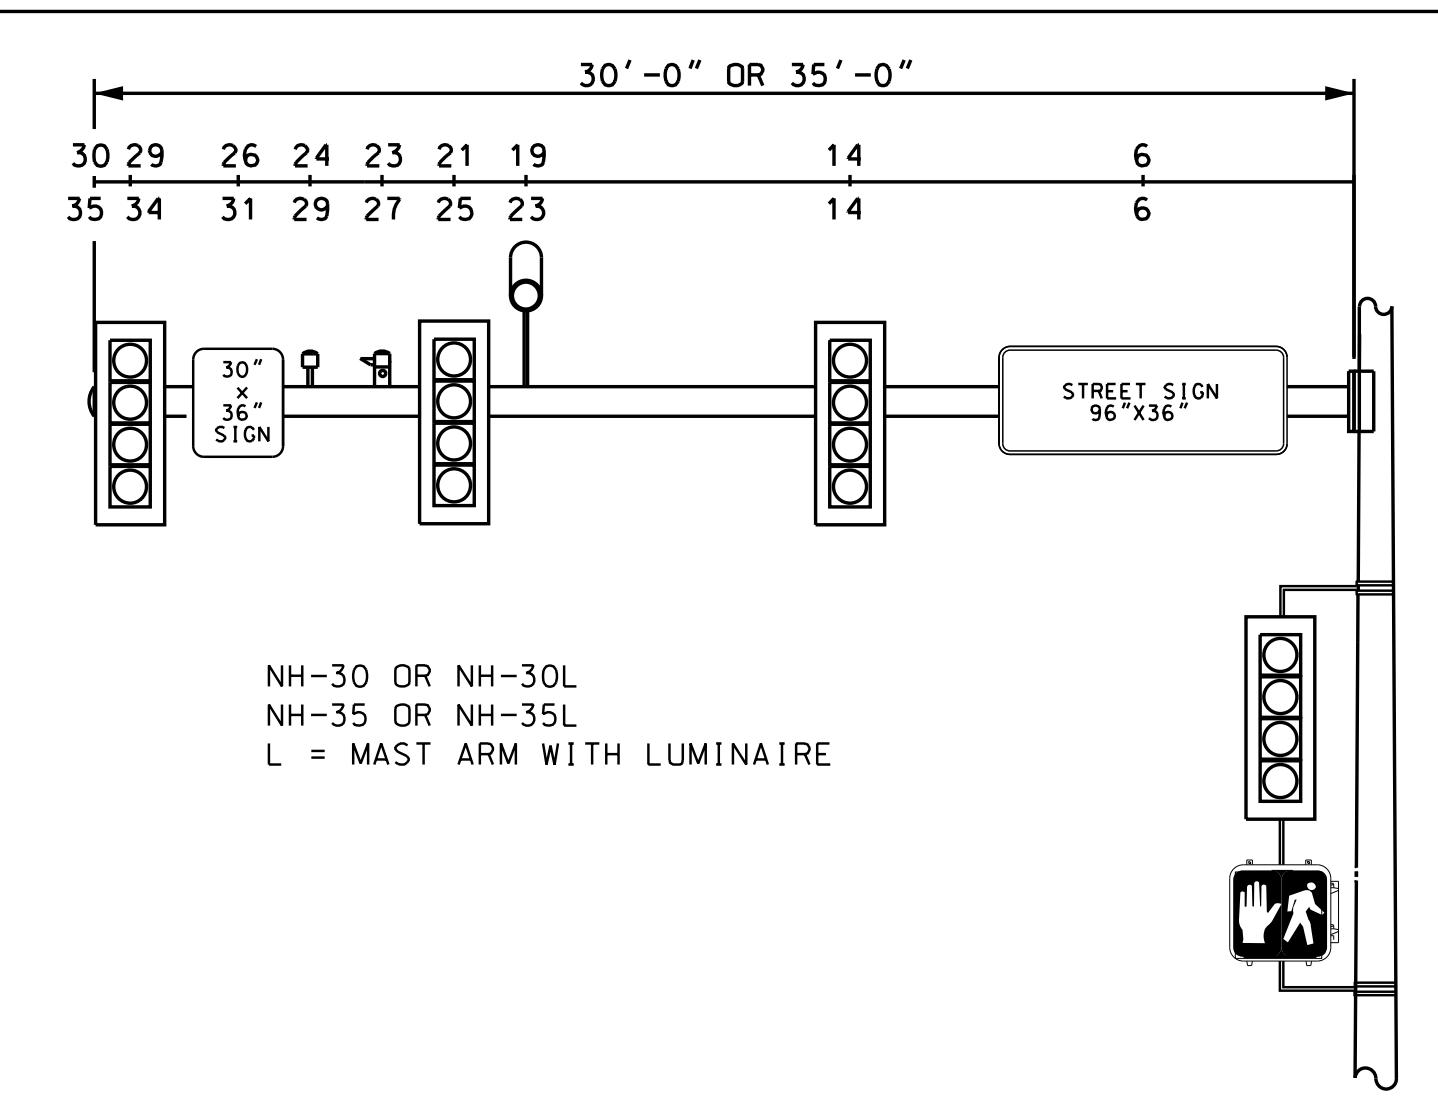 30'-0" OR 35'-0"
30 29 26 24 23 21 19 14 6
35 34 31 29 27 25 23 14 6
30"
x
36"
SIGN
STREET SIGN
96"X36"
NH-30 OR NH-30L
NH-35 OR NH-35L
L = MAST ARM WITH LUMINAIRE